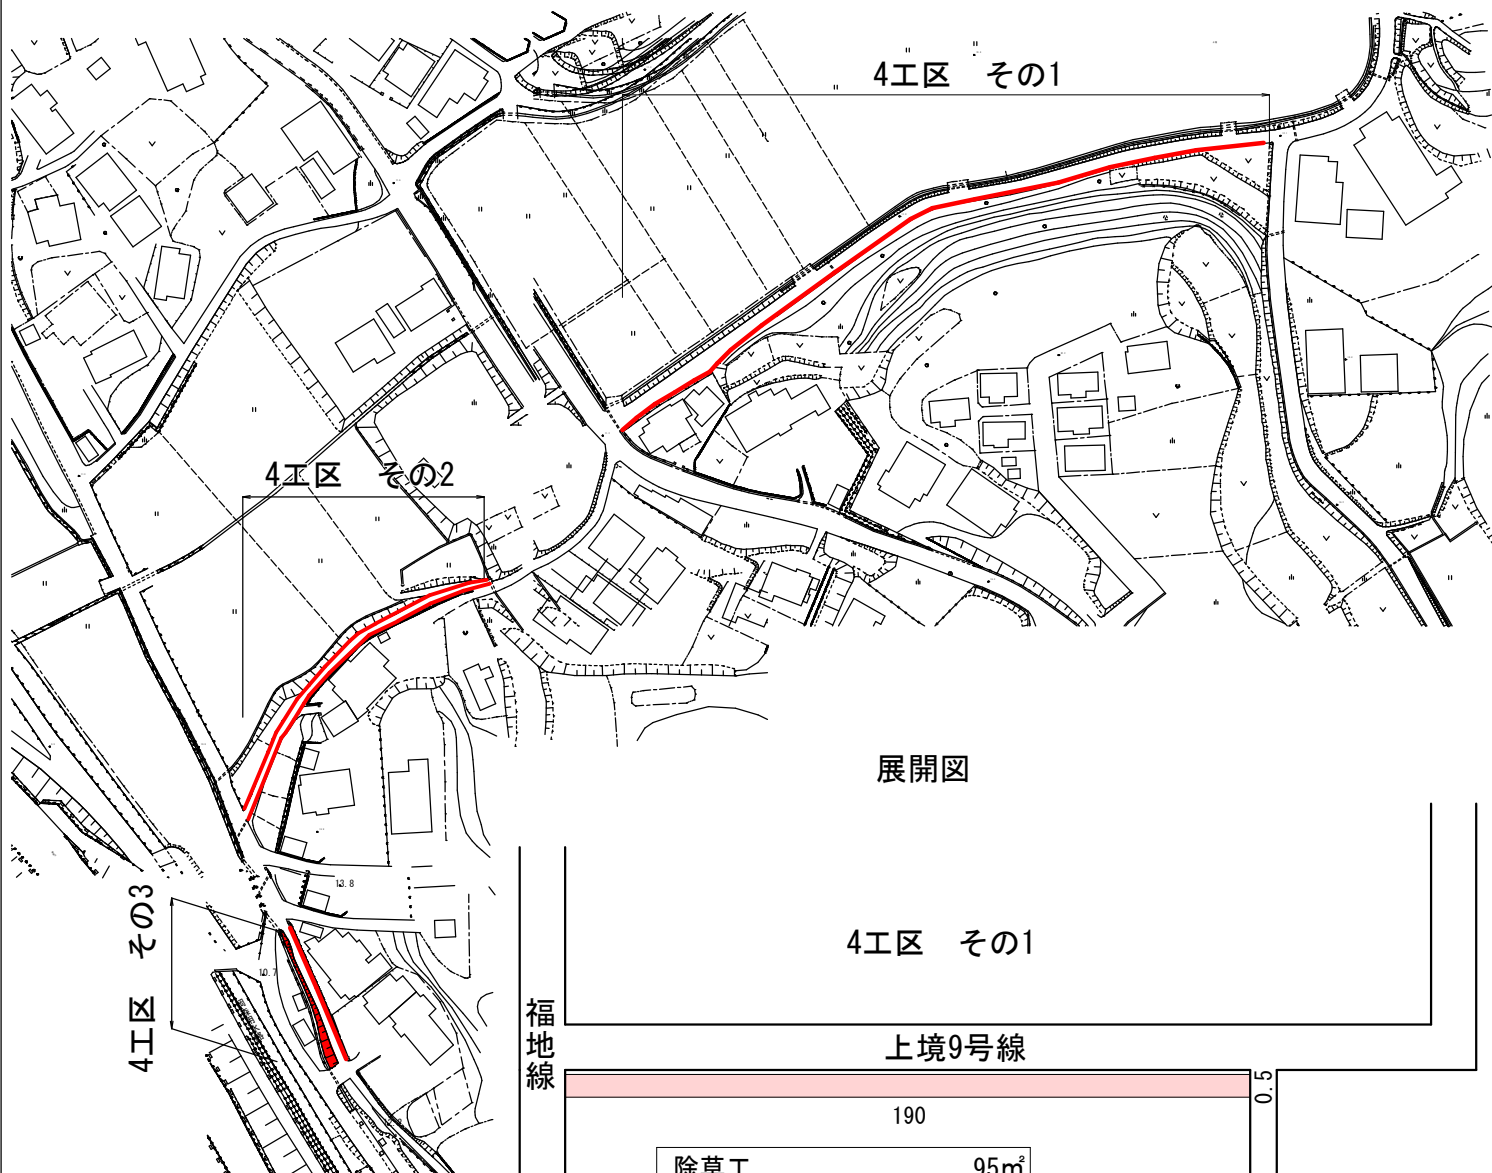 4工区 その1
4工区 その2
展開図
4工区 その3
13.8
10.7
4工区 その1
福地線
上境9号線
0.5
190
除草工 95㎡